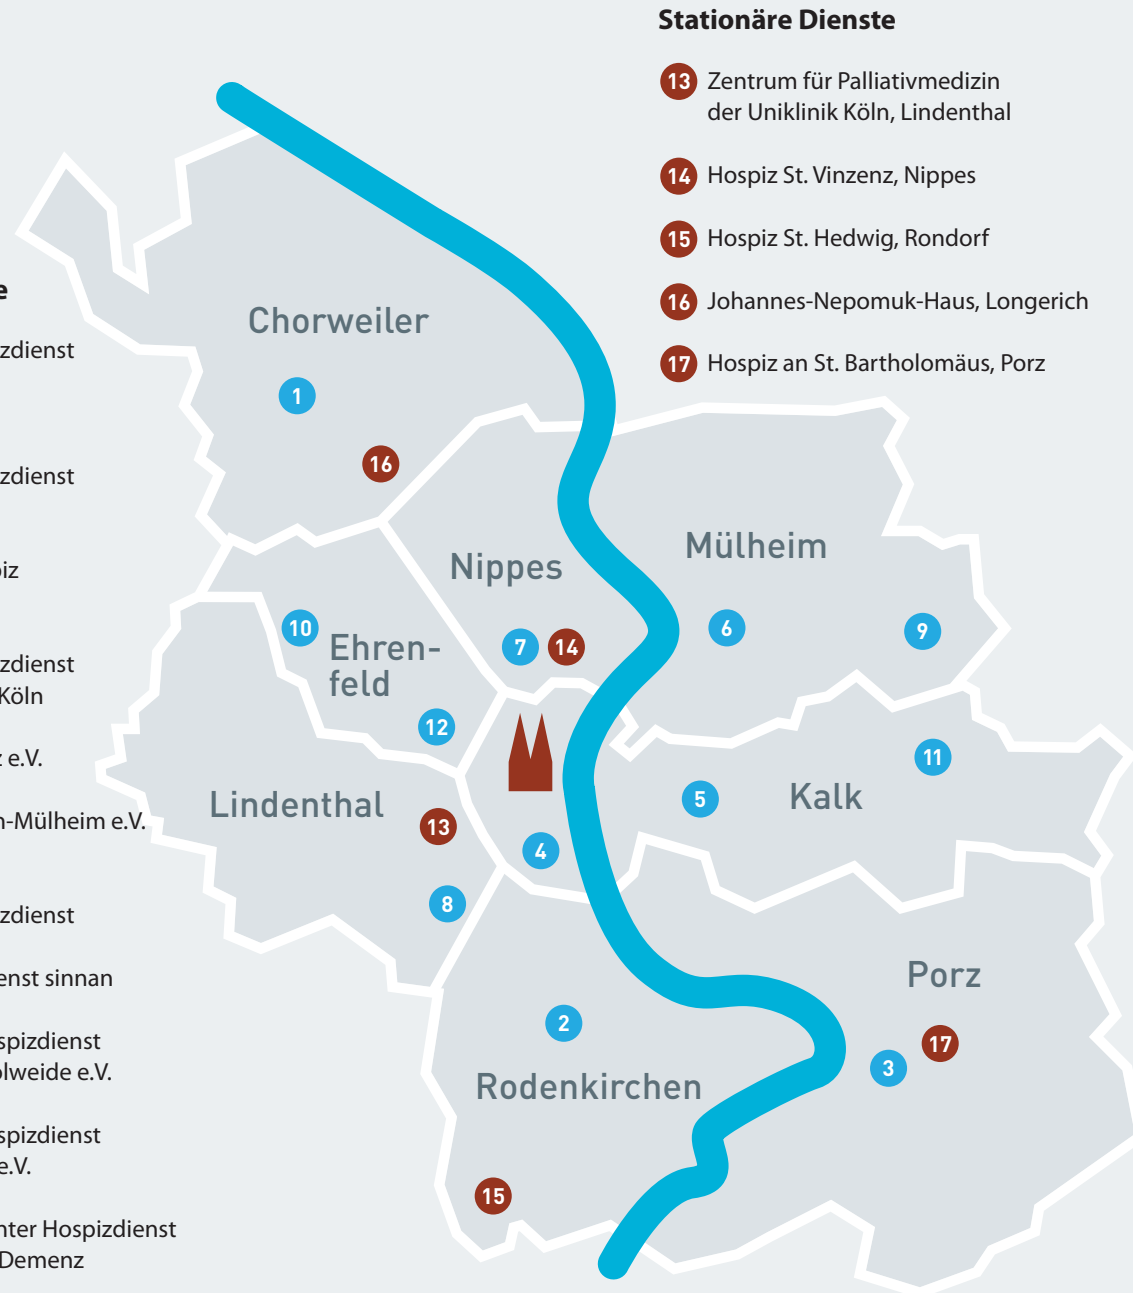 Stationäre Dienste
13 Zentrum für Palliativmedizin
der Uniklinik Köln, Lindenthal
14 Hospiz St. Vinzenz, Nippes
15 Hospiz St. Hedwig, Rondorf
16 Johannes-Nepomuk-Haus, Longerich
17 Hospiz an St. Bartholomäus, Porz
e
zdienst
zdienst
iz
zdienst
Köln
z e.V.
n-Mülheim e.V.
zdienst
enst sinnan
spizdienst
olweide e.V.
spizdienst
e.V.
nter Hospizdienst
Demenz
Chorweiler
1
16
Nippes
7
14
Mülheim
6
9
10
Ehren-
feld
12
Lindenthal
13
8
4
5
Kalk
11
Porz
17
3
2
Rodenkirchen
15